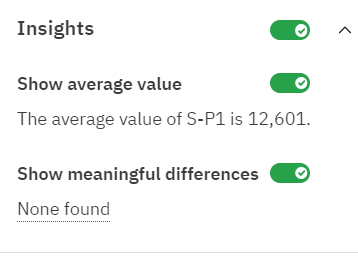 Insights
Show average value
The average value of S-P1 is 12,601.
Show meaningful differences
None found